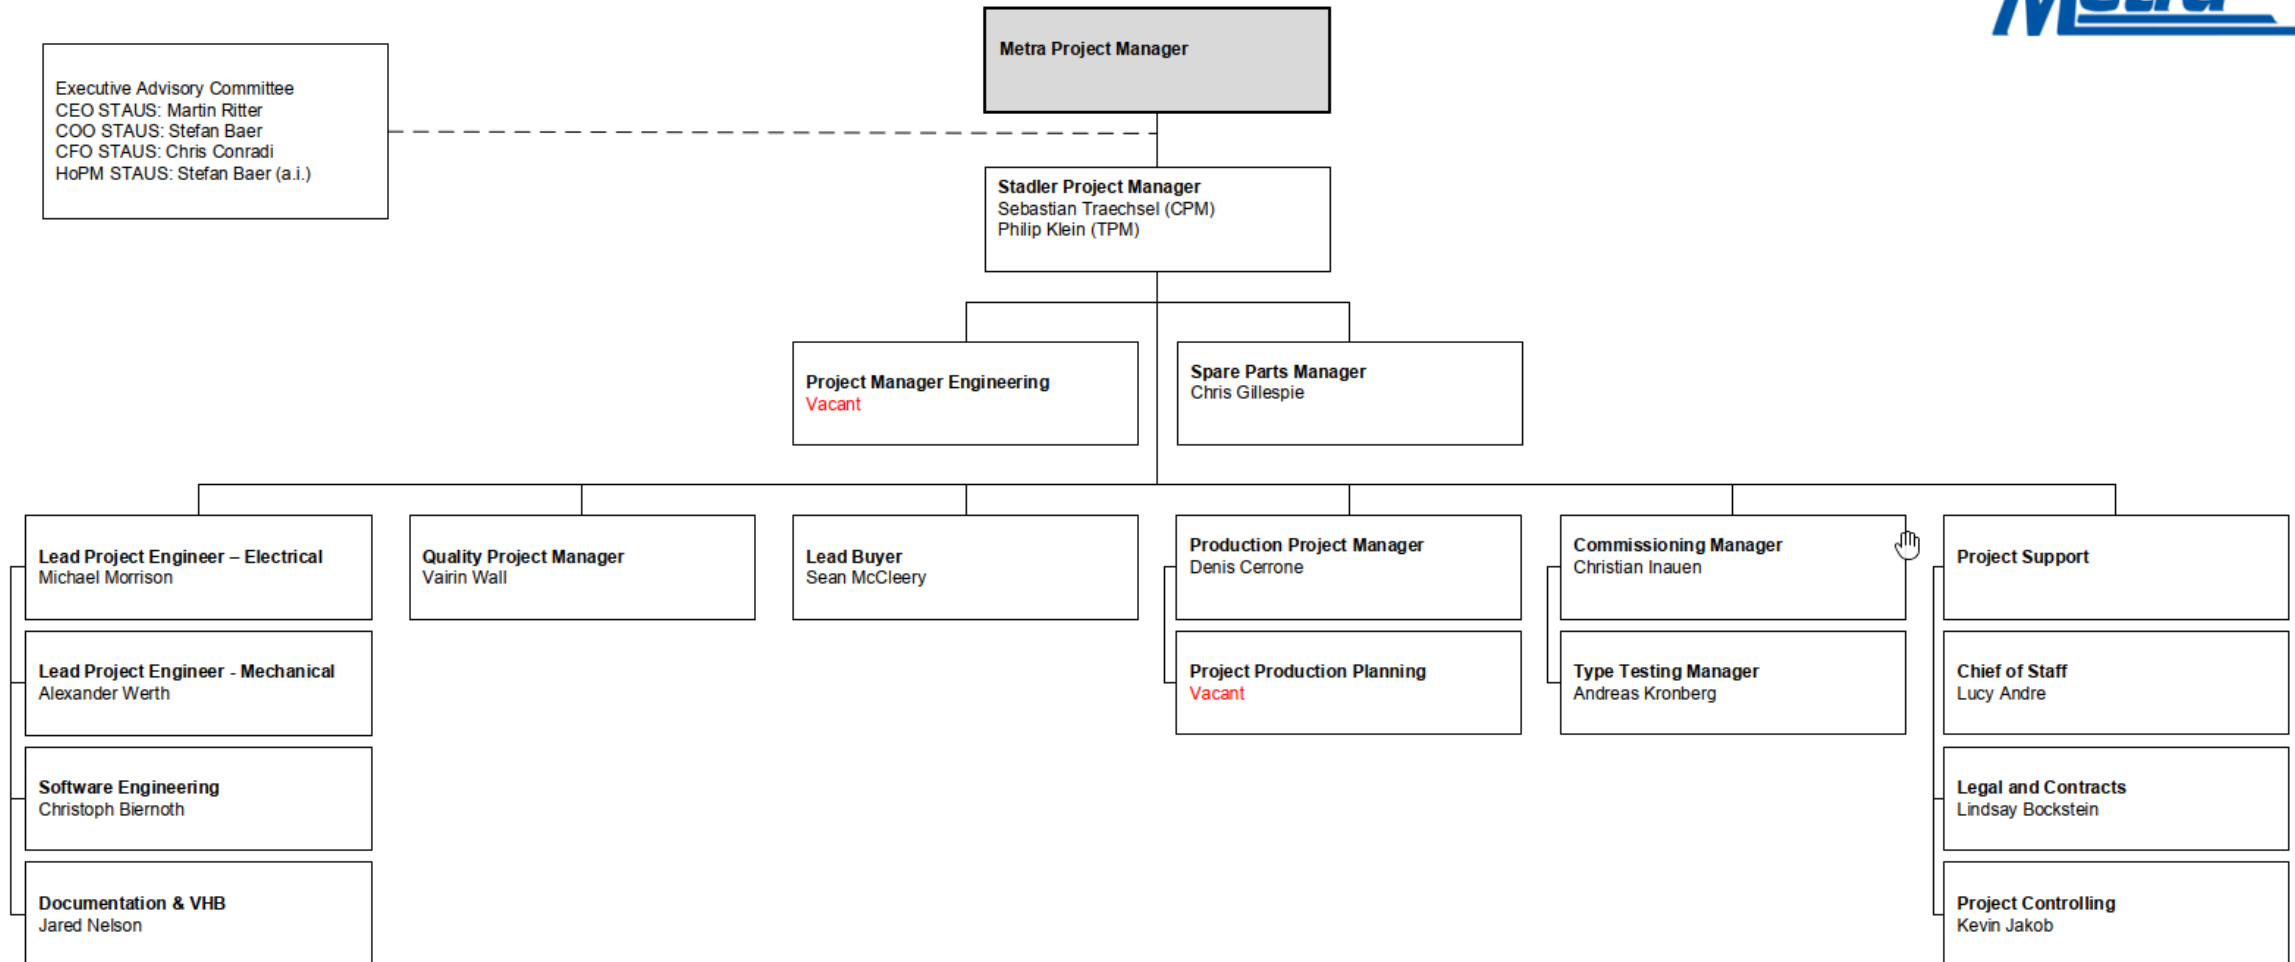 Metra
Metra Project Manager
Executive Advisory Committee
CEO STAUS: Martin Ritter
COO STAUS: Stefan Baer
CFO STAUS: Chris Conradi
HoPM STAUS: Stefan Baer (a.i.)
Stadler Project Manager
Sebastian Traechsel (CPM)
Philip Klein (TPM)
Project Manager Engineering
Vacant
Spare Parts Manager
Chris Gillespie
Lead Project Engineer – Electrical
Michael Morrison
Quality Project Manager
Vairin Wall
Lead Buyer
Sean McCleery
Production Project Manager
Denis Cerrone
Commissioning Manager
Christian Inauen
Project Support
Lead Project Engineer - Mechanical
Alexander Werth
Project Production Planning
Vacant
Type Testing Manager
Andreas Kronberg
Chief of Staff
Lucy Andre
Software Engineering
Christoph Biernoth
Legal and Contracts
Lindsay Bockstein
Documentation & VHB
Jared Nelson
Project Controlling
Kevin Jakob